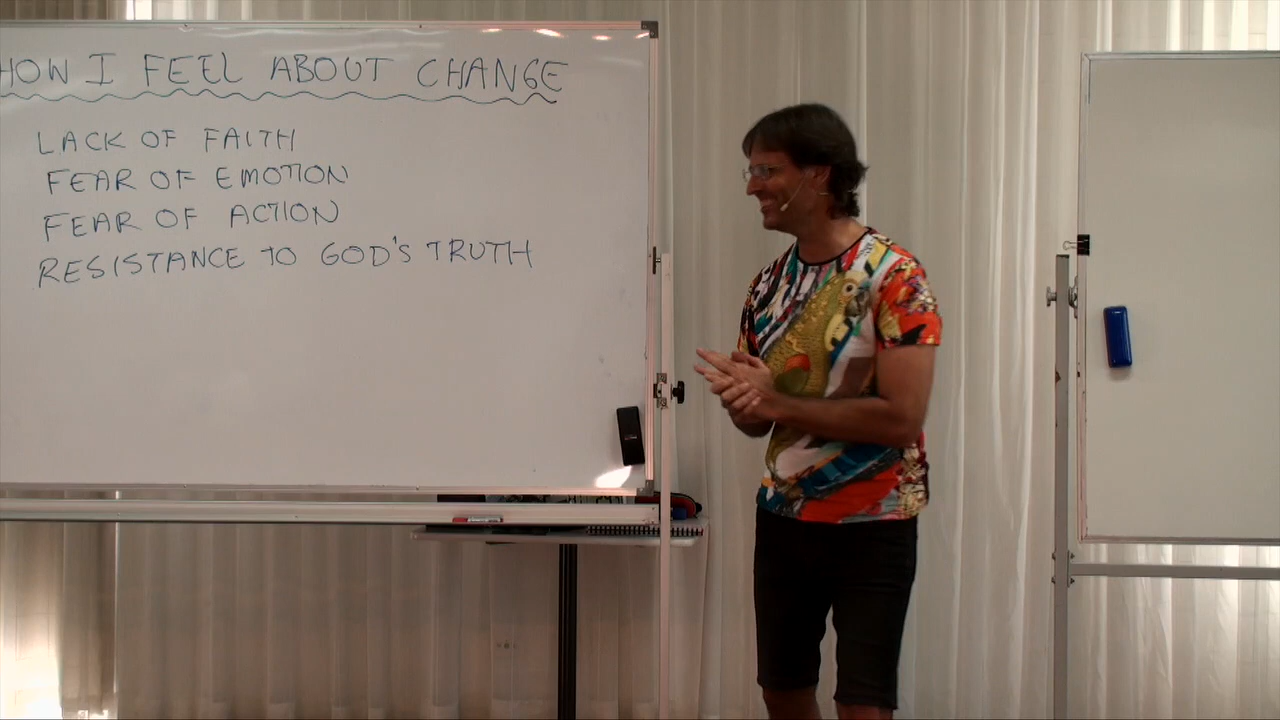 HOW I FEEL ABOUT CHANGE
LACK OF FAITH
FEAR OF EMOTION
FEAR OF ACTION
RESISTANCE TO GOD'S TRUTH